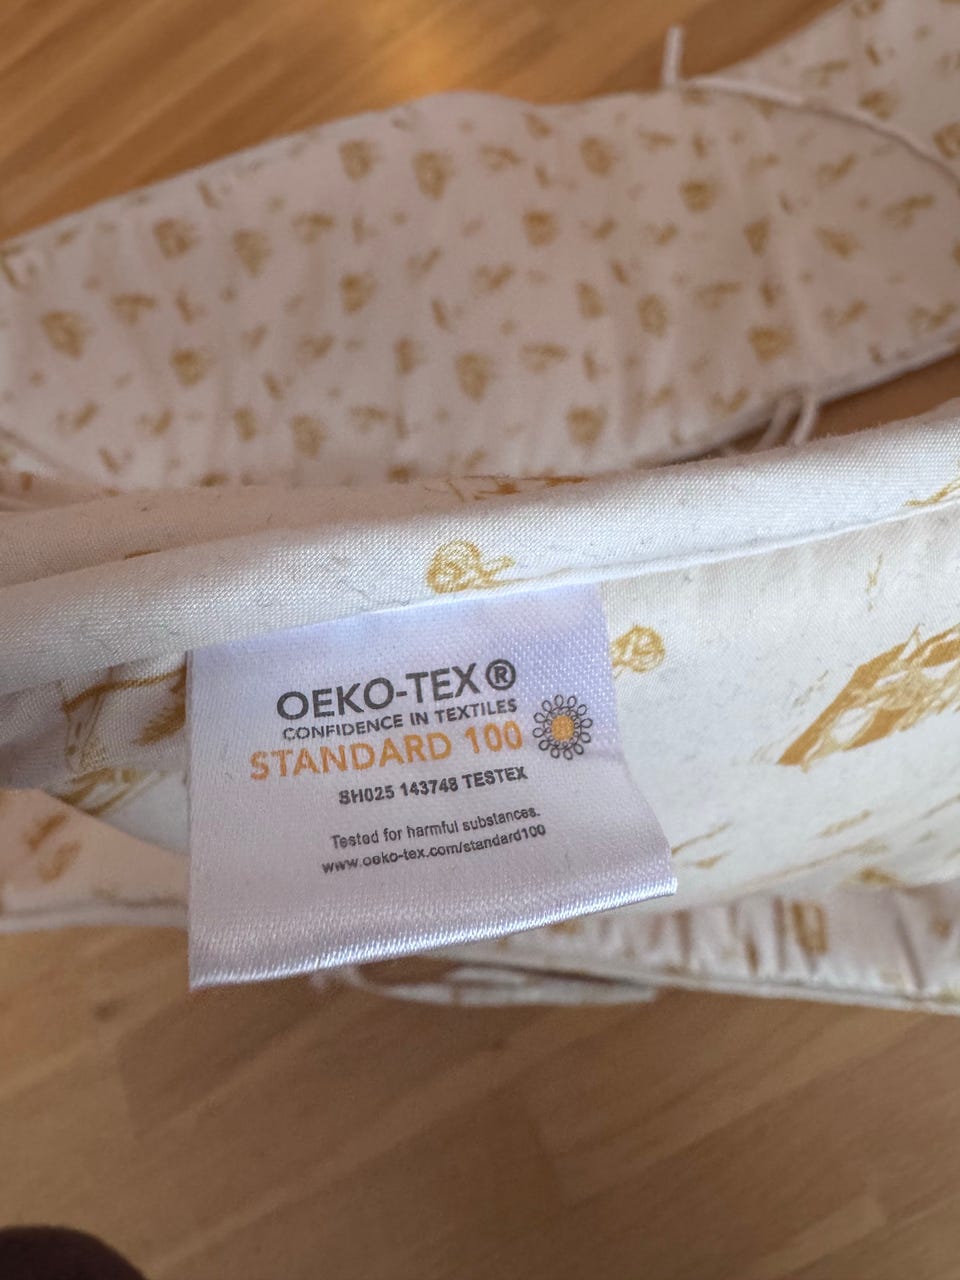 OEKO-TEX®
CONFIDENCE IN TEXTILES
STANDARD 100
SH025 143748 TESTEX
Tested for harmful substances.
www.oeko-tex.com/standard100